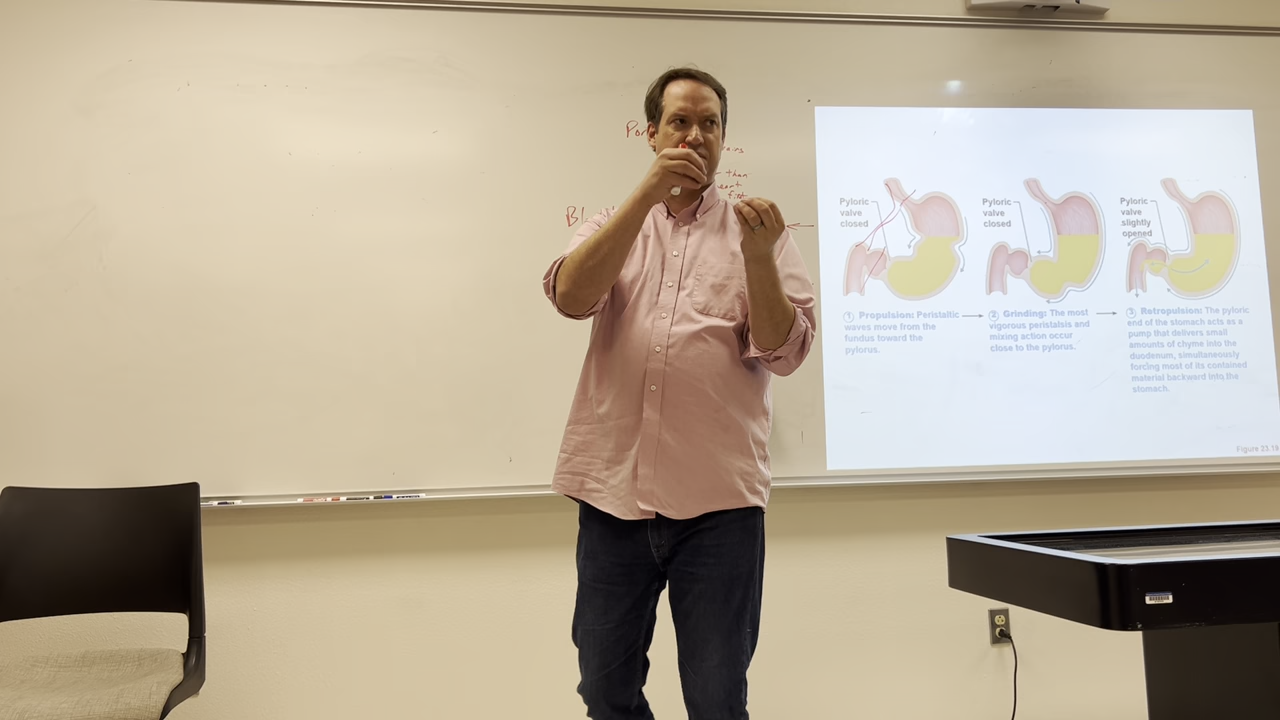 than
first
Pyloric
valve
closed
Pyloric
valve
closed
Pyloric
valve
slightly
opened
1 Propulsion: Peristaltic
waves move from the
fundus toward the
pylorus.
2 Grinding: The most
vigorous peristalsis and
mixing action occur
close to the pylorus.
3 Retropulsion: The pyloric
end of the stomach acts as a
pump that delivers small
amounts of chyme into the
duodenum, simultaneously
forcing most of its contained
material backward into the
stomach.